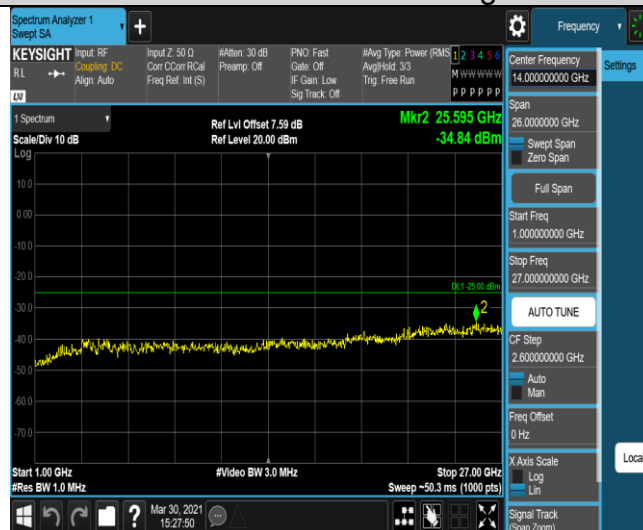 Spectrum Analyzer 1
Swept SA
Frequency
KEYSIGHT
RL
LXI
Input: RF
Coupling: DC
Align: Auto
Input Z: 50 Ω
Corr CCorr RCal
Freq Ref: Int (S)
#Atten: 30 dB
Preamp: Off
PNO: Fast
Gate: Off
IF Gain: Low
Sig Track: Off
#Avg Type: Power (RMS
Avg|Hold: 3/3
Trig: Free Run
1 2 3 4 5 6
M W W W W W
P P P P P P
1 Spectrum
Scale/Div 10 dB
Log
Ref Lvl Offset 7.59 dB
Ref Level 20.00 dBm
Mkr2 25.595 GHz
-34.84 dBm
10.0
0.00
-10.0
-20.0
DL1 -25.00 dBm
-30.0
2
-40.0
-50.0
-60.0
-70.0
Start 1.00 GHz
#Res BW 1.0 MHz
#Video BW 3.0 MHz
Stop 27.00 GHz
Sweep ~50.3 ms (1000 pts)
Mar 30, 2021
15:27:50
Center Frequency
14.000000000 GHz
Span
26.0000000 GHz
Swept Span
Zero Span
Full Span
Start Freq
1.000000000 GHz
Stop Freq
27.000000000 GHz
AUTO TUNE
CF Step
2.600000000 GHz
Auto
Man
Freq Offset
0 Hz
X Axis Scale
Log
Lin
Signal Track
(Span Zoom)
Settings
Local